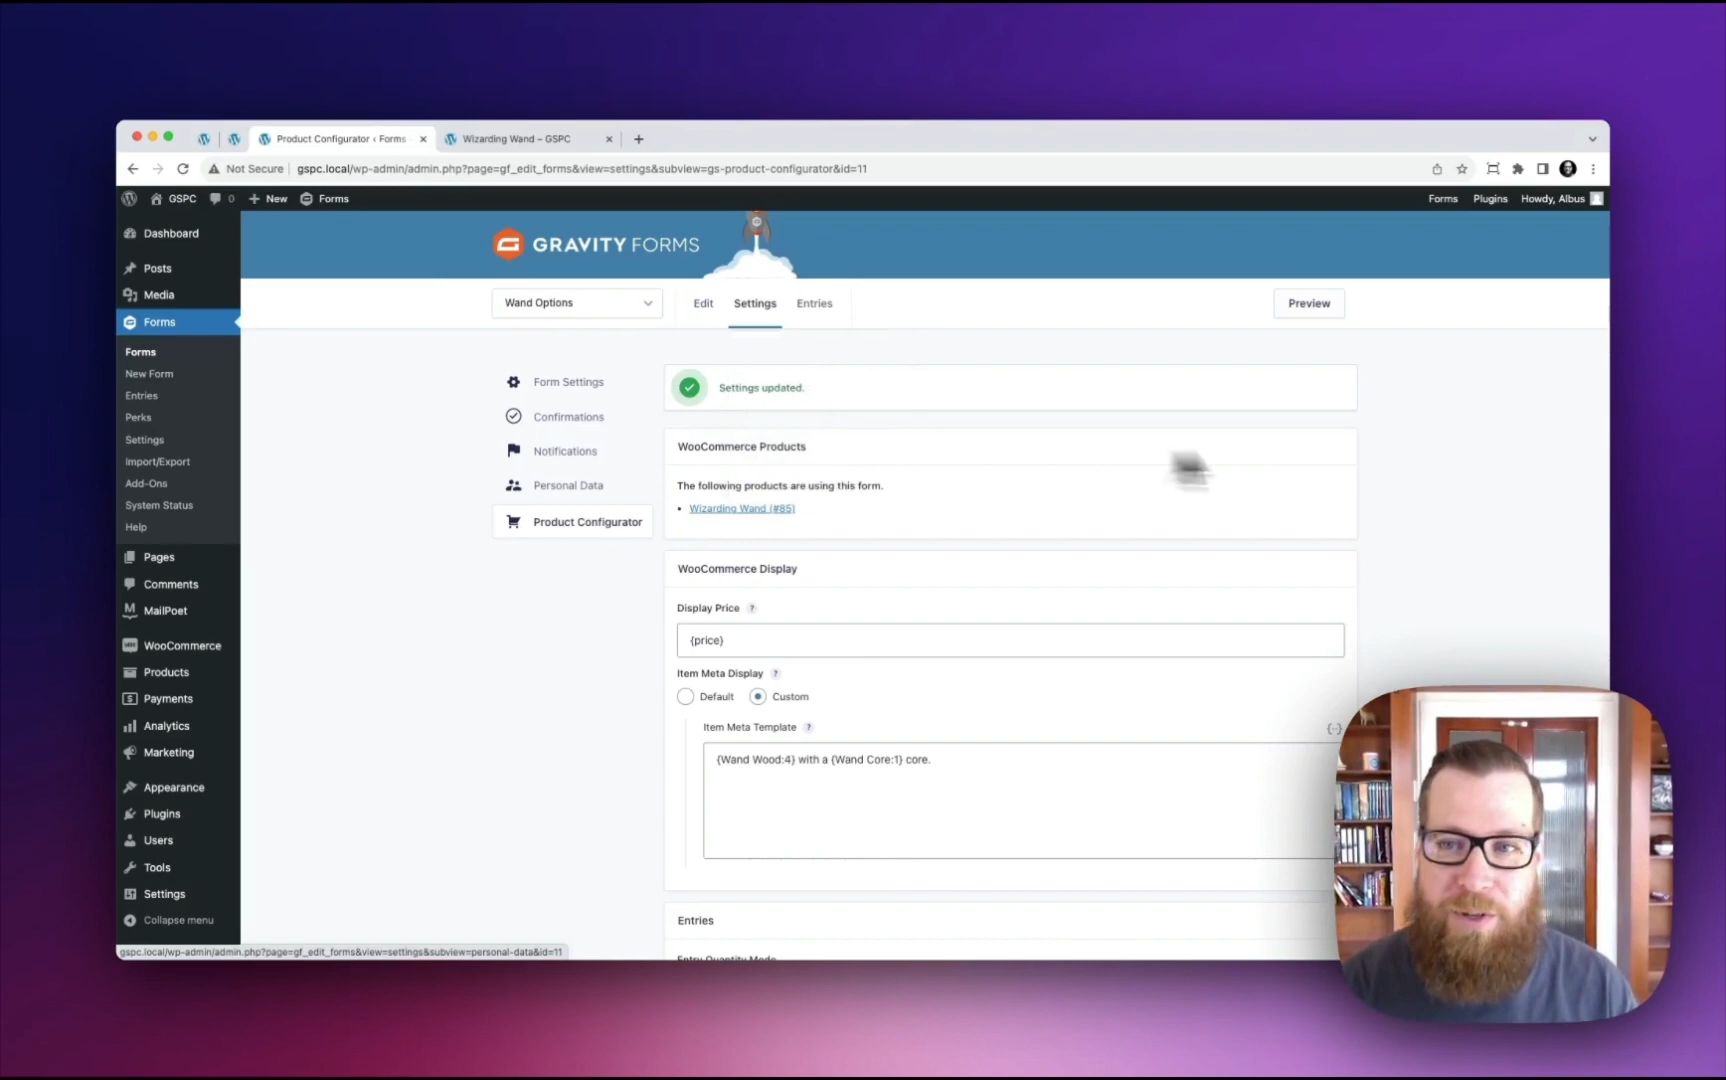 Product Configurator ‹ Forms
Wizarding Wand – GSPC
Not Secure
gspc.local/wp-admin/admin.php?page=gf_edit_forms&view=settings&subview=gs-product-configurator&id=11
GSPC
0
New
Forms
Forms
Plugins
Howdy, Albus
Dashboard
Posts
Media
Forms
Forms
New Form
Entries
Perks
Settings
Import/Export
Add-Ons
System Status
Help
Pages
Comments
MailPoet
WooCommerce
Products
Payments
Analytics
Marketing
Appearance
Plugins
Users
Tools
Settings
Collapse menu
gspc.local/wp-admin/admin.php?page=gf_edit_forms&view=settings&subview=personal-data&id=11
GRAVITY FORMS
Wand Options
Edit
Settings
Entries
Preview
Form Settings
Confirmations
Notifications
Personal Data
Product Configurator
Settings updated.
WooCommerce Products
The following products are using this form.
Wizarding Wand (#85)
WooCommerce Display
Display Price ?
{price}
Item Meta Display ?
Default
Custom
Item Meta Template ?
{Wand Wood:4} with a {Wand Core:1} core.
Entries
Entry Quantity Mode